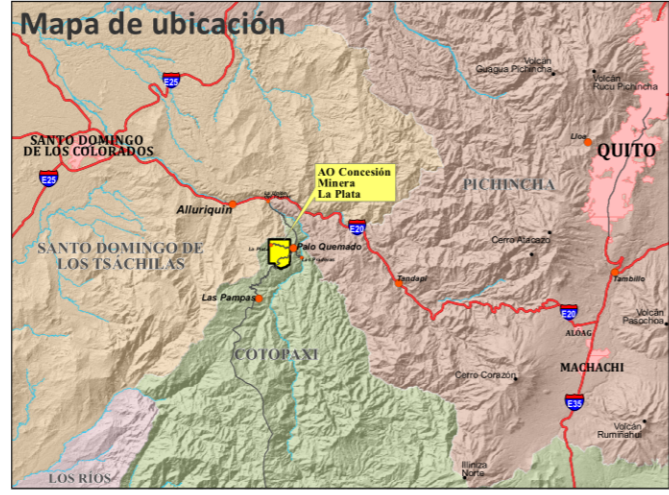 Mapa de ubicación
Volcán
Guagua Pichincha
Volcán
Rucu Pichincha
E25
SANTO DOMINGO
DE LOS COLORADOS
Lloa
QUITO
E25
AO Concesión
Minera
La Plata
PICHINCHA
Alluriquin
E20
SANTO DOMINGO DE
LOS TSÁCHILAS
Palo Quemado
Cerro Atacazo
Las Pampas
Tandapi
Tambillo
E20
Volcán
Pasochoa
ALOAG
COTOPAXI
MACHACHI
Cerro Corazón
E35
Volcán
Rumiñahui
LOS RIOS
Illiniza
Norte